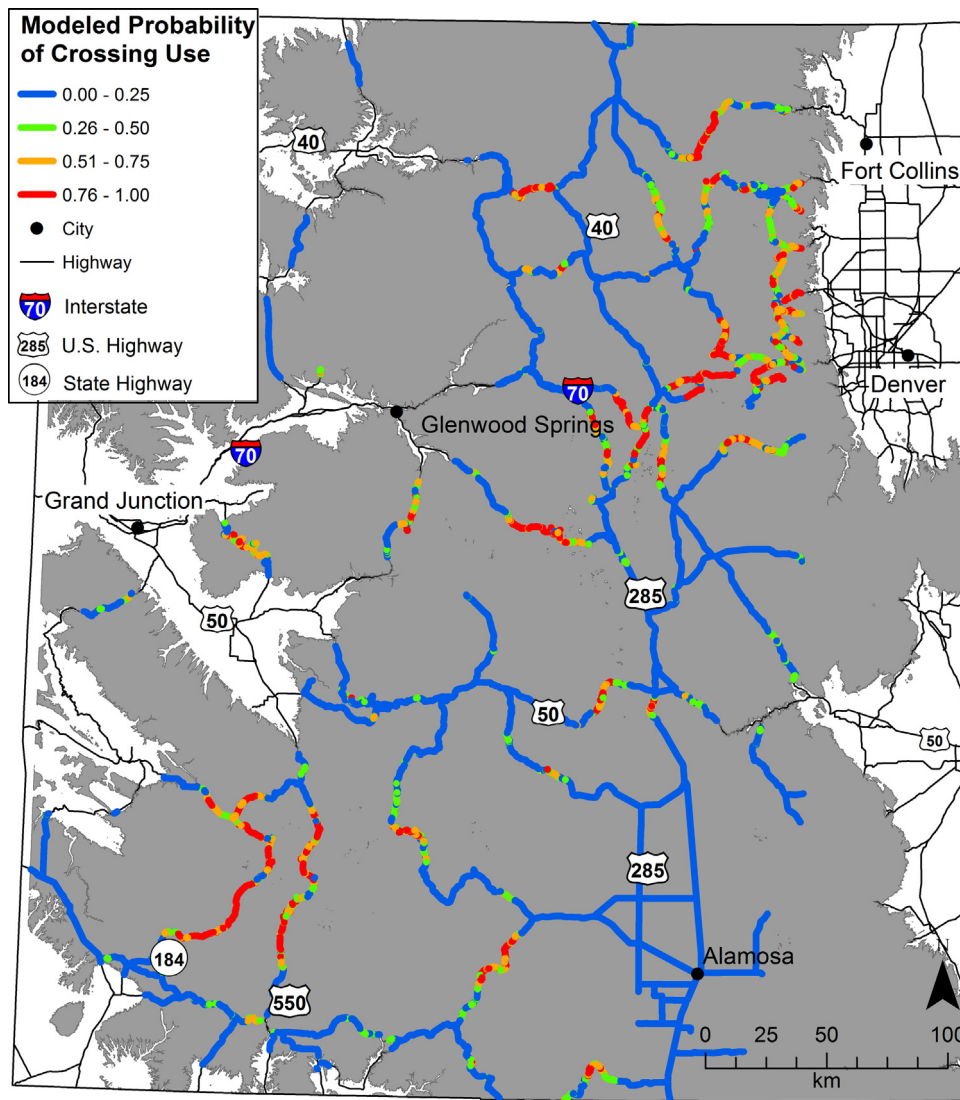 Modeled Probability
of Crossing Use
0.00 - 0.25
0.26 - 0.50
0.51 - 0.75
0.76 - 1.00
City
Highway
70 Interstate
285 U.S. Highway
184 State Highway
40
Fort Collins
40
Denver
70
Glenwood Springs
70
Grand Junction
285
50
50
50
285
Alamosa
184
550
0 25 50 100
km